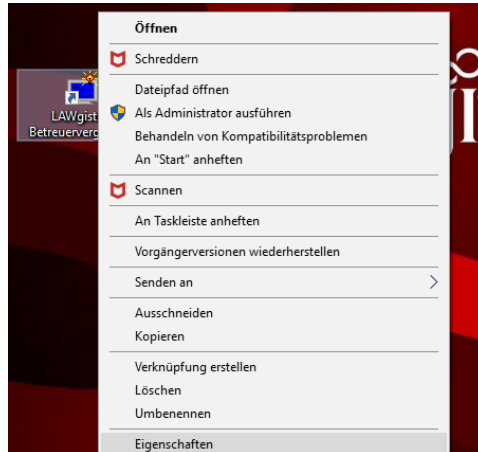 Öffnen
Schreddern
Dateipfad öffnen
Als Administrator ausführen
Behandeln von Kompatibilitätsproblemen
An "Start" anheften
Scannen
An Taskleiste anheften
Vorgängerversionen wiederherstellen
Senden an
Ausschneiden
Kopieren
Verknüpfung erstellen
Löschen
Umbenennen
Eigenschaften
LAWgist